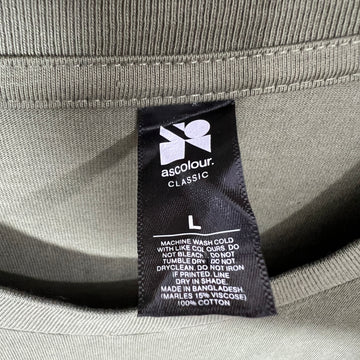 ascolour.
CLASSIC
L
MACHINE WASH COLD
WITH LIKE COLOURS. DO
NOT BLEACH. DO NOT
TUMBLE DRY. DO NOT
DRYCLEAN. DO NOT IRON
IF PRINTED. LINE
DRY IN SHADE.
MADE IN BANGLADESH
(MARLES 15% VISCOSE)
100% COTTON